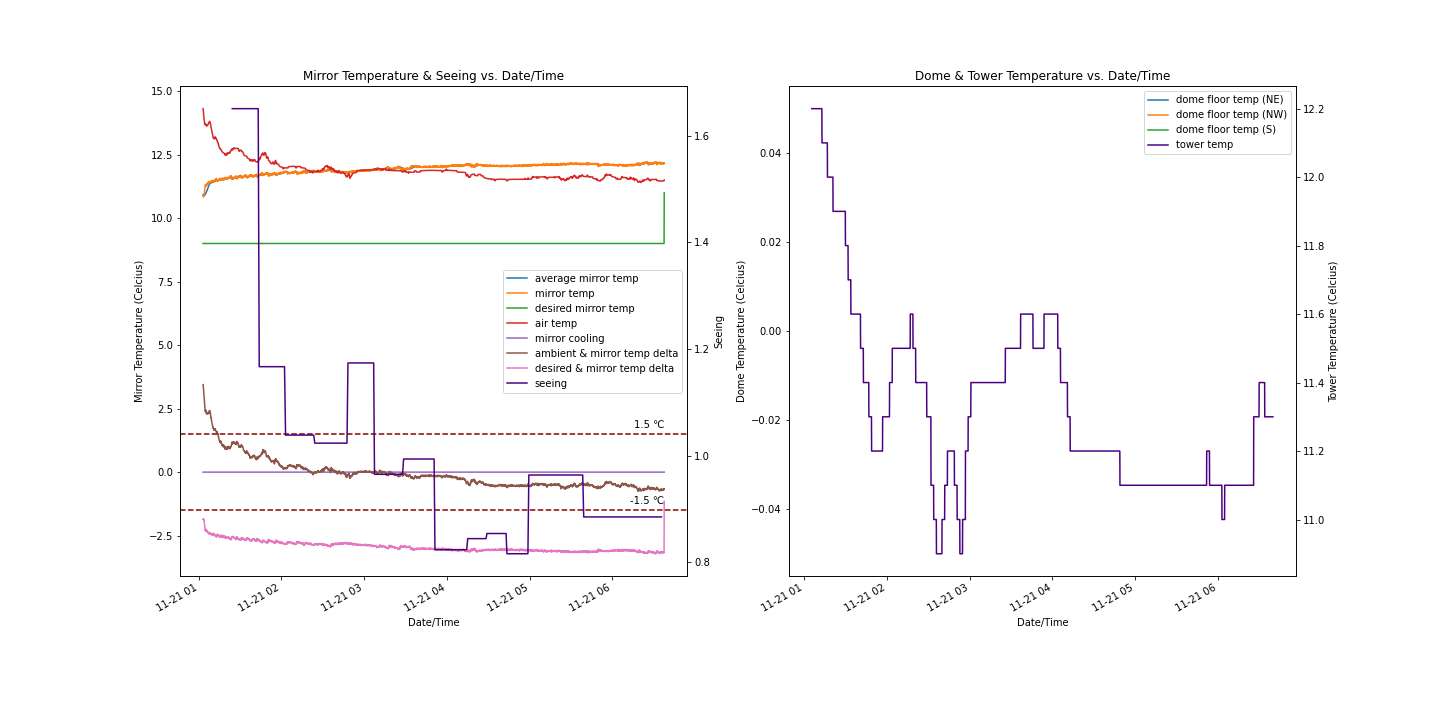 Mirror Temperature & Seeing vs. Date/Time
15.0
12.5
10.0
7.5
5.0
2.5
0.0
−2.5
Mirror Temperature (Celcius)
1.6
1.4
1.2
1.0
0.8
Seeing
average mirror temp
mirror temp
desired mirror temp
air temp
mirror cooling
ambient & mirror temp delta
desired & mirror temp delta
seeing
1.5 °C
-1.5 °C
11-21 01
11-21 02
11-21 03
11-21 04
11-21 05
11-21 06
Date/Time
Dome & Tower Temperature vs. Date/Time
0.04
0.02
0.00
−0.02
−0.04
Dome Temperature (Celcius)
dome floor temp (NE)
dome floor temp (NW)
dome floor temp (S)
tower temp
12.2
12.0
11.8
11.6
11.4
11.2
11.0
Tower Temperature (Celcius)
11-21 01
11-21 02
11-21 03
11-21 04
11-21 05
11-21 06
Date/Time